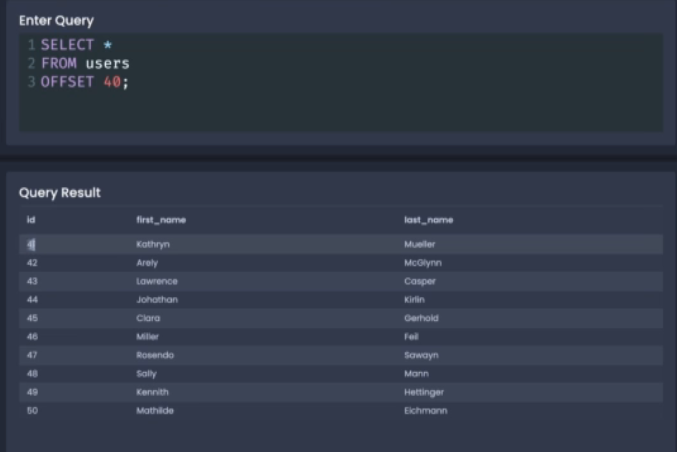 Enter Query
1 SELECT *
2 FROM users
3 OFFSET 40;
Query Result
id first_name last_name
41 Kathryn Mueller
42 Arely McGlynn
43 Lawrence Casper
44 Johathan Kirlin
45 Clara Gerhold
46 Miller Feil
47 Rosendo Sawayn
48 Sally Mann
49 Kennith Hettinger
50 Mathilde Eichmann